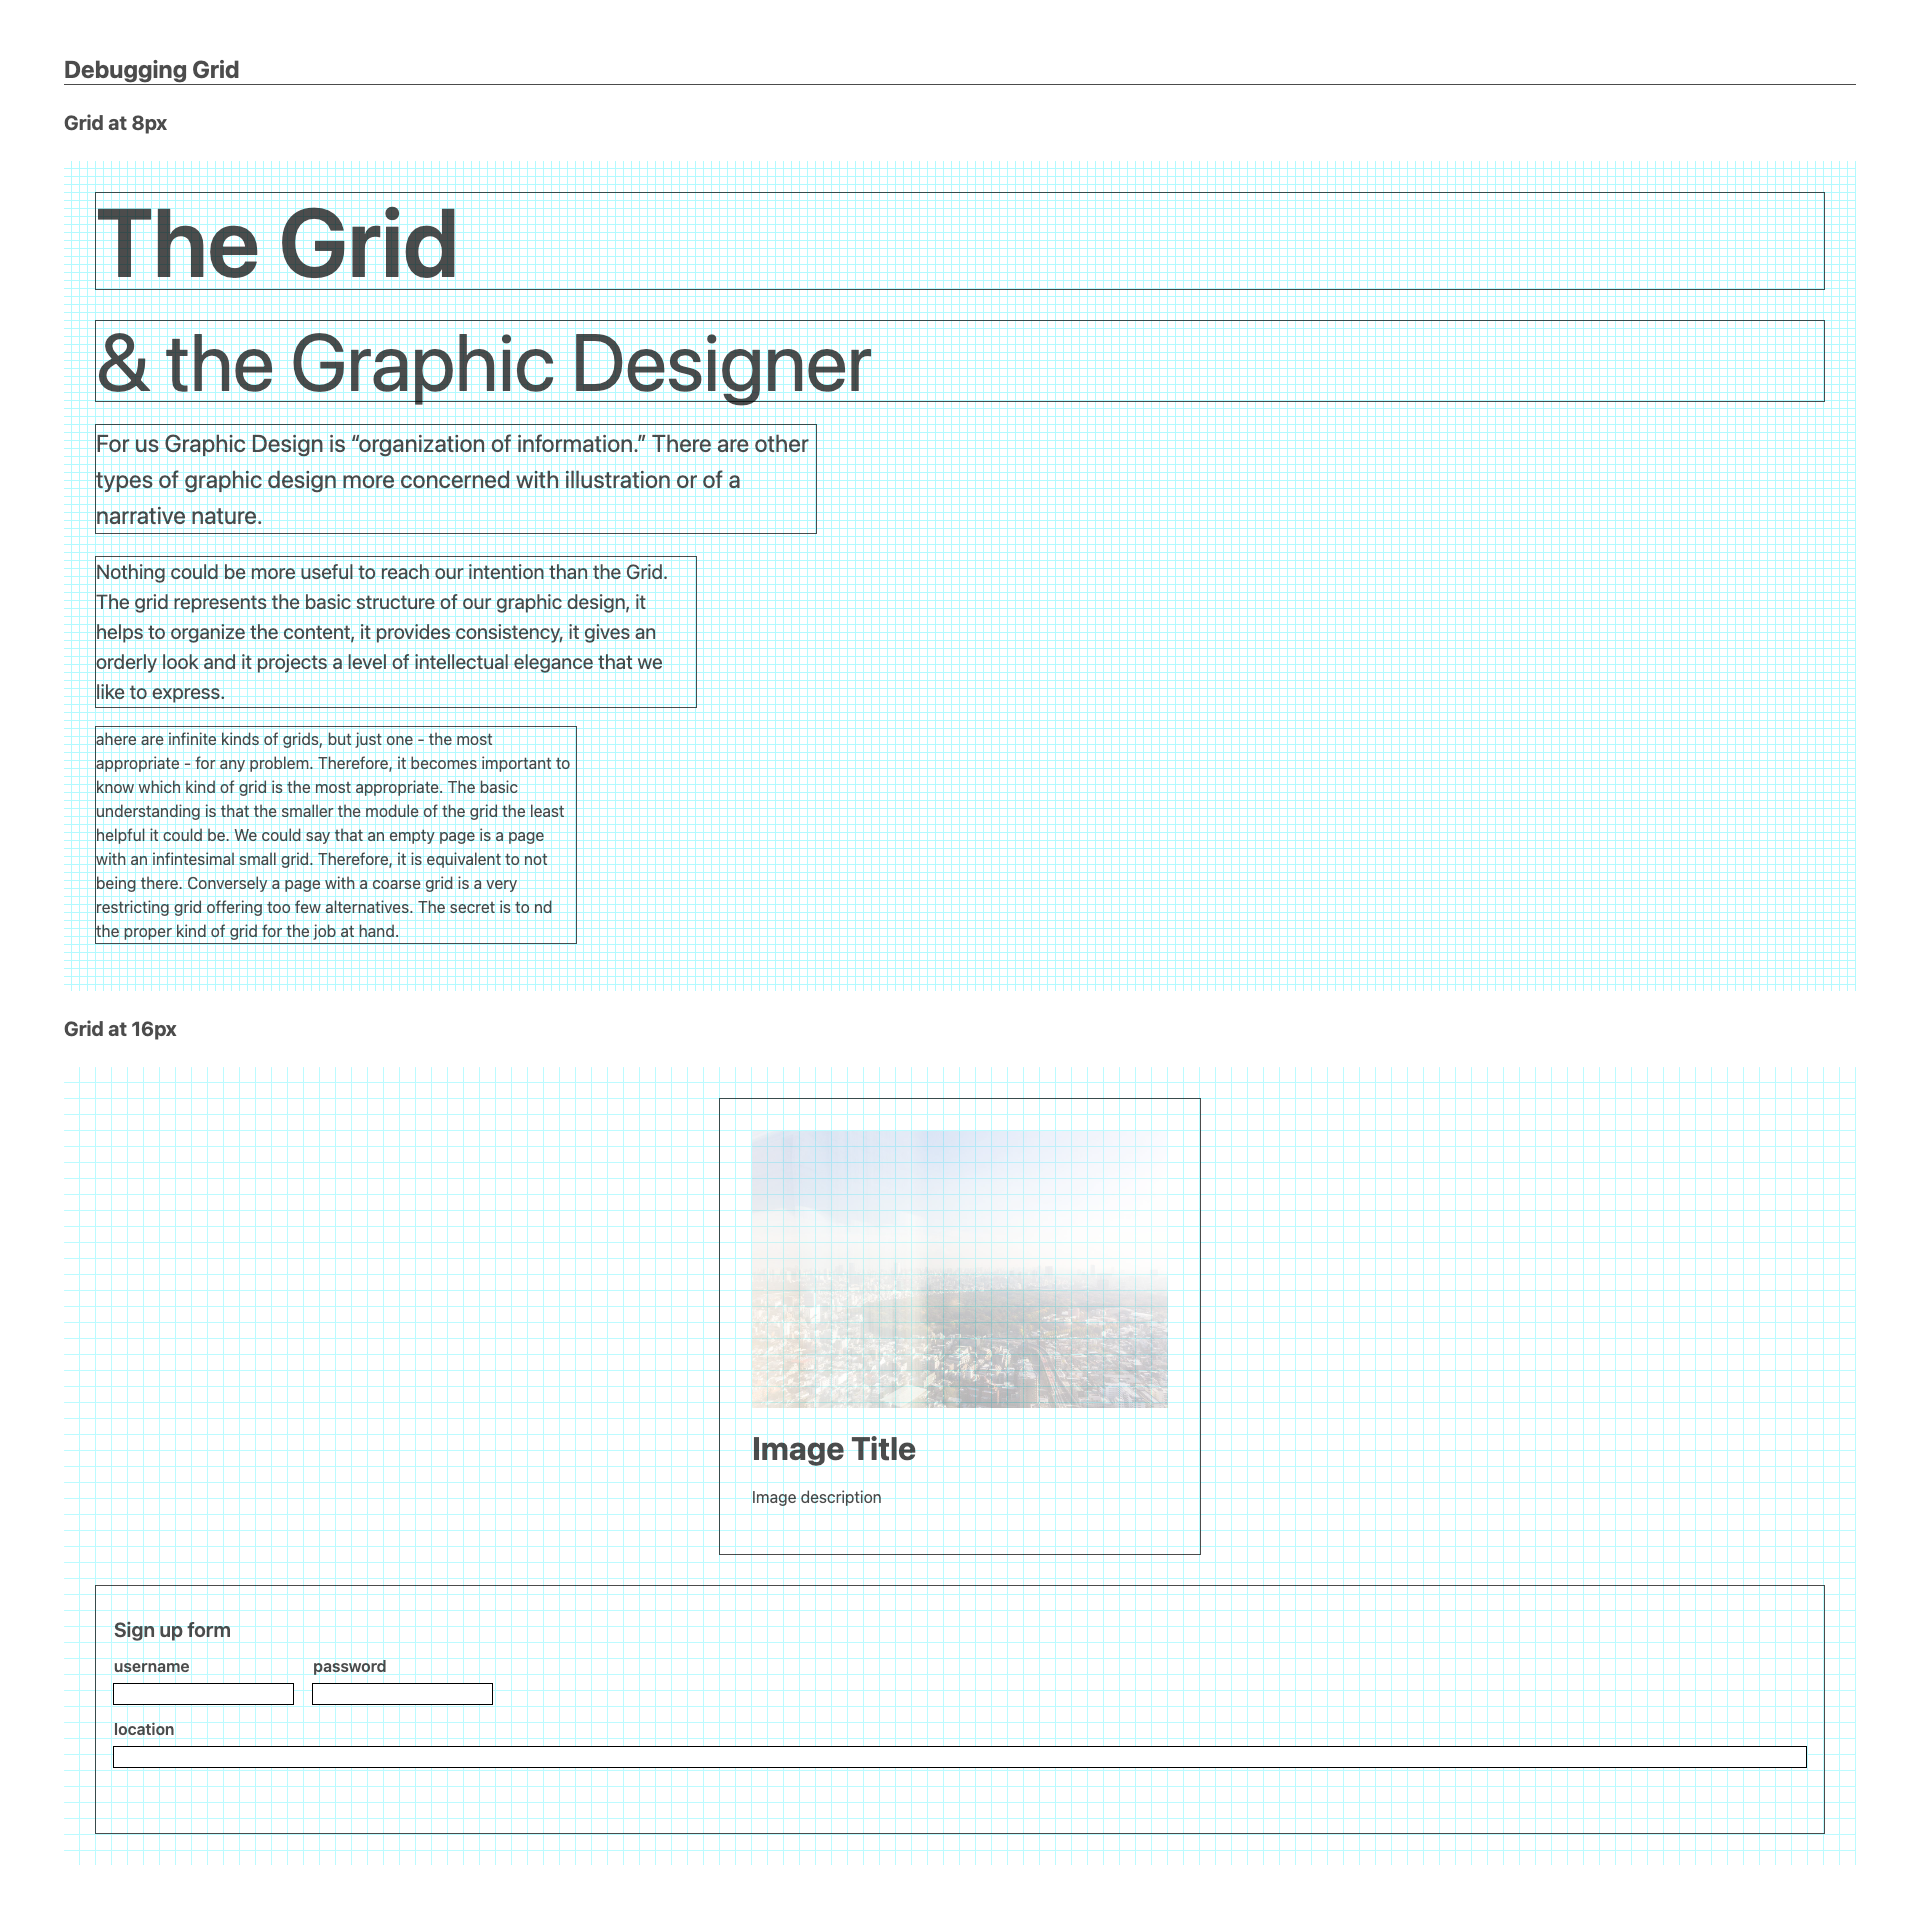 Debugging Grid
Grid at 8px
The Grid
& the Graphic Designer
For us Graphic Design is “organization of information.” There are other
types of graphic design more concerned with illustration or of a
narrative nature.
Nothing could be more useful to reach our intention than the Grid.
The grid represents the basic structure of our graphic design, it
helps to organize the content, it provides consistency, it gives an
orderly look and it projects a level of intellectual elegance that we
like to express.
ahere are infinite kinds of grids, but just one - the most
appropriate - for any problem. Therefore, it becomes important to
know which kind of grid is the most appropriate. The basic
understanding is that the smaller the module of the grid the least
helpful it could be. We could say that an empty page is a page
with an infintesimal small grid. Therefore, it is equivalent to not
being there. Conversely a page with a coarse grid is a very
restricting grid offering too few alternatives. The secret is to nd
the proper kind of grid for the job at hand.
Grid at 16px
Image Title
Image description
Sign up form
username password
location